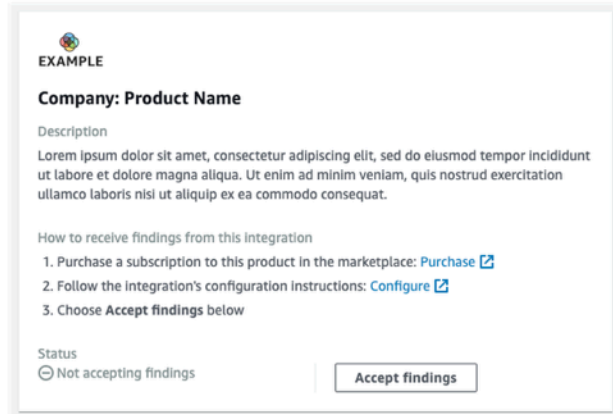 EXAMPLE
Company: Product Name
Description
Lorem ipsum dolor sit amet, consectetur adipiscing elit, sed do eiusmod tempor incididunt
ut labore et dolore magna aliqua. Ut enim ad minim veniam, quis nostrud exercitation
ullamco laboris nisi ut aliquip ex ea commodo consequat.
How to receive findings from this integration
1. Purchase a subscription to this product in the marketplace: Purchase
2. Follow the integration's configuration instructions: Configure
3. Choose Accept findings below
Status
Not accepting findings
Accept findings